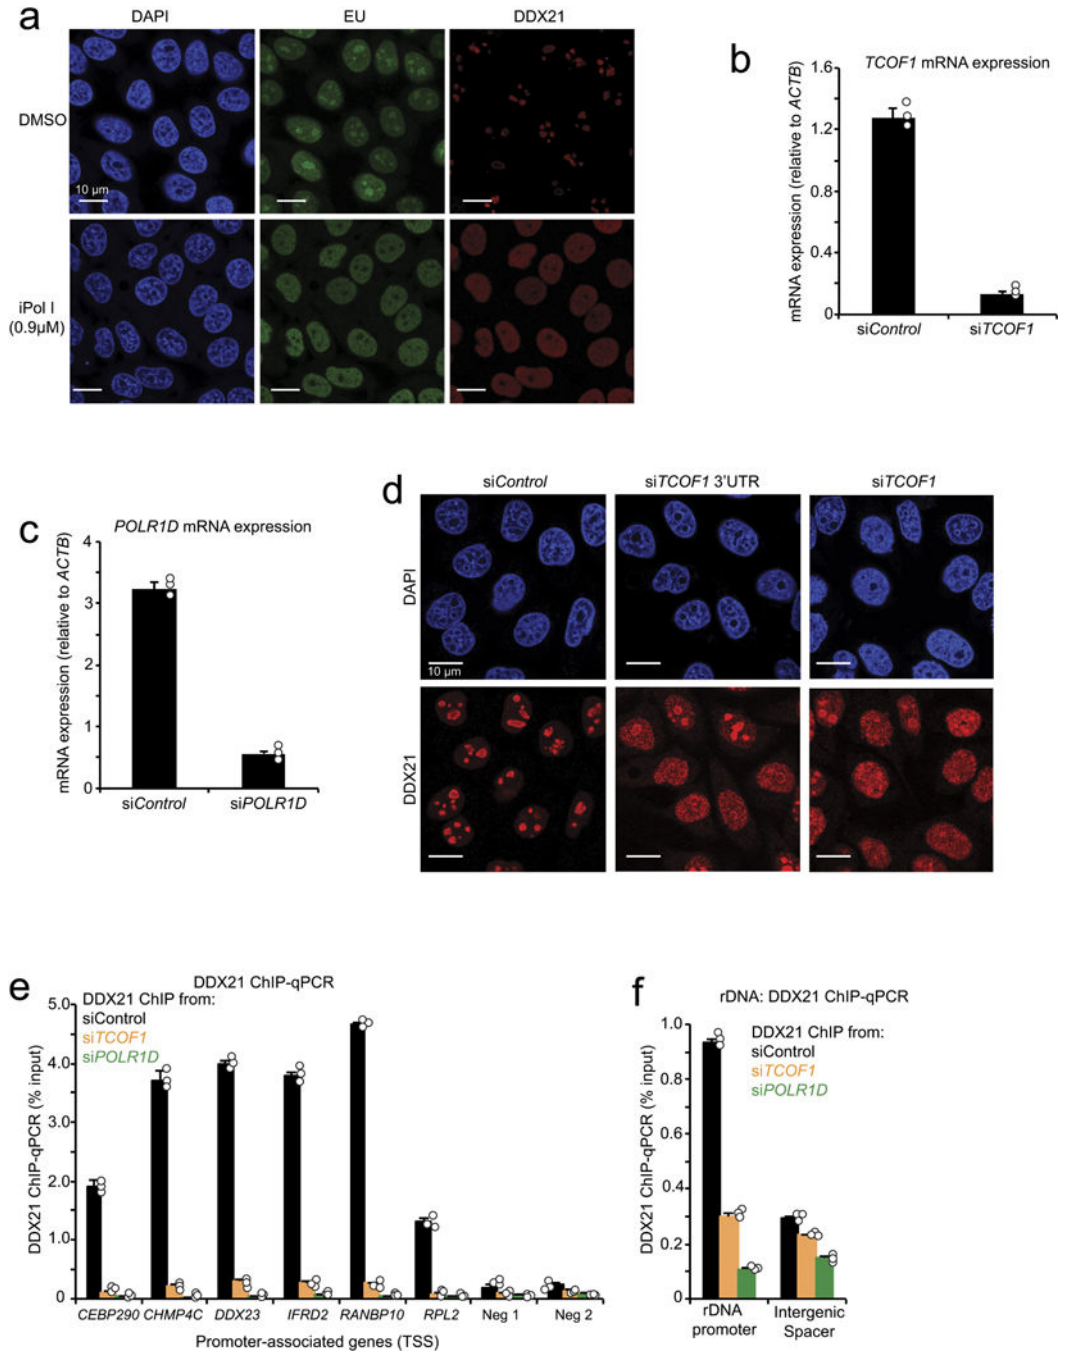 a
DAPI
EU
DDX21
DMSO
10 µm
iPol I
(0.9µM)
b
TCOF1 mRNA expression
mRNA expression (relative to ACTB)
1.6
1.2
0.8
0.4
0
siControl
siTCOF1
c
POLR1D mRNA expression
mRNA expression (relative to ACTB)
4
3
2
1
0
siControl
siPOLR1D
d
siControl
siTCOF1 3'UTR
siTCOF1
DAPI
10 µm
DDX21
e
DDX21 ChIP-qPCR
DDX21 ChIP from:
siControl
siTCOF1
siPOLR1D
DDX21 ChIP-qPCR (% input)
5.0
4.0
3.0
2.0
1.0
0
CEBP290 CHMP4C DDX23 IFRD2 RANBP10 RPL2 Neg 1 Neg 2
Promoter-associated genes (TSS)
f
rDNA: DDX21 ChIP-qPCR
DDX21 ChIP from:
siControl
siTCOF1
siPOLR1D
DDX21 ChIP-qPCR (% input)
1.0
0.8
0.6
0.4
0.2
0
rDNA
promoter
Intergenic
Spacer